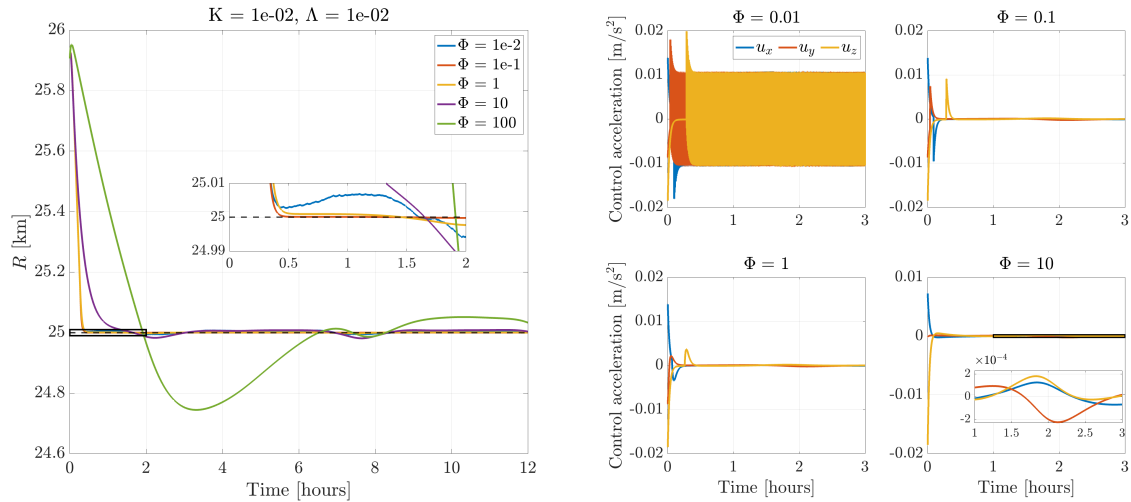 K = 1e-02, Λ = 1e-02
26
25.8
25.6
25.4
25.2
25
24.8
24.6
R [km]
Φ = 1e-2
Φ = 1e-1
Φ = 1
Φ = 10
Φ = 100
25.01
25
24.99
0 0.5 1 1.5 2
0 2 4 6 8 10 12
Time [hours]
Φ = 0.01
0.02
0.01
0
-0.01
-0.02
Control acceleration [m/s²]
u_x u_y u_z
0 1 2 3
Φ = 0.1
0.02
0.01
0
-0.01
-0.02
0 1 2 3
Φ = 1
0.02
0.01
0
-0.01
-0.02
Control acceleration [m/s²]
0 1 2 3
Time [hours]
Φ = 10
0.01
0
-0.01
-0.02
×10⁻⁴
2
0
-2
1 1.5 2 2.5 3
0 1 2 3
Time [hours]